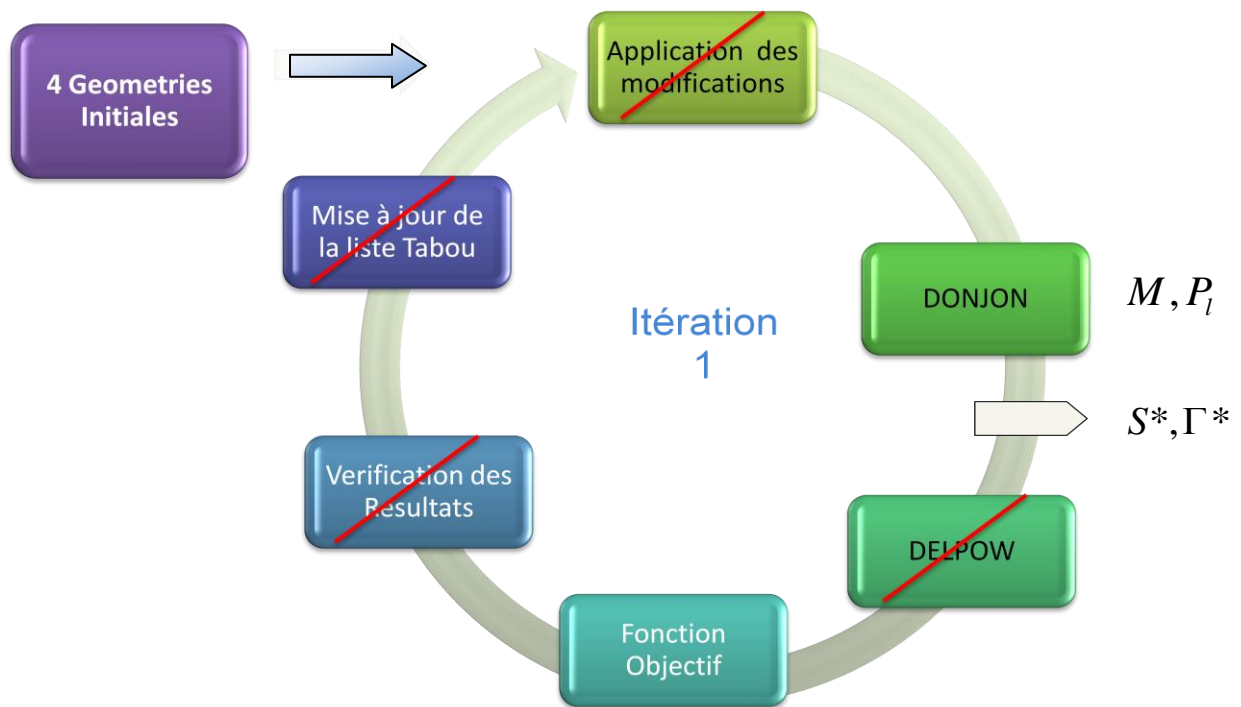 4 Geometries
Initiales
Application des
modifications
Mise à jour de
la liste Tabou
DONJON
M, P_l
Itération
1
S*, Γ*
Verification des
Resultats
DELPOW
Fonction
Objectif